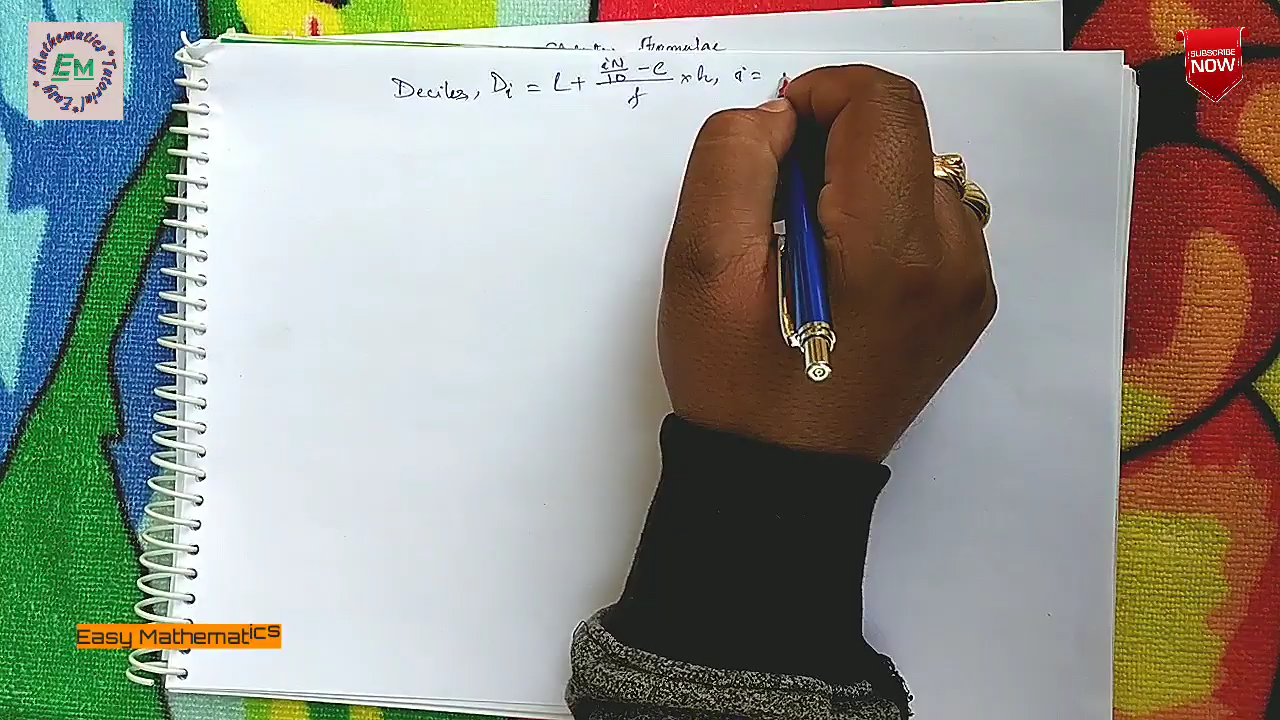 Mathematics * Tutorial * Easy *
EM
SUBSCRIBE
NOW
Formulae
Deciles, Di = L + (iN/10 - C)/f × h, i =
Easy Mathematics